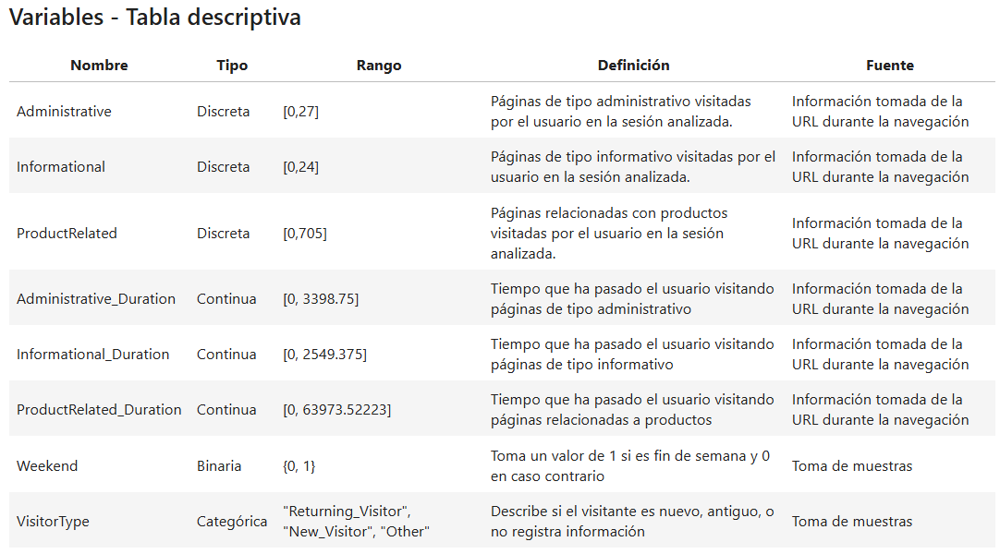 Variables - Tabla descriptiva
Nombre Tipo Rango Definición Fuente
Administrative Discreta [0,27] Páginas de tipo administrativo visitadas Información tomada de la
por el usuario en la sesión analizada. URL durante la navegación
Informational Discreta [0,24] Páginas de tipo informativo visitadas por el Información tomada de la
usuario en la sesión analizada. URL durante la navegación
ProductRelated Discreta [0,705] Páginas relacionadas con productos Información tomada de la
visitadas por el usuario en la sesión URL durante la navegación
analizada.
Administrative_Duration Continua [0, 3398.75] Tiempo que ha pasado el usuario visitando Información tomada de la
páginas de tipo administrativo URL durante la navegación
Informational_Duration Continua [0, 2549.375] Tiempo que ha pasado el usuario visitando Información tomada de la
páginas de tipo informativo URL durante la navegación
ProductRelated_Duration Continua [0, 63973.52223] Tiempo que ha pasado el usuario visitando Información tomada de la
páginas relacionadas a productos URL durante la navegación
Weekend Binaria {0, 1} Toma un valor de 1 si es fin de semana y 0 Toma de muestras
en caso contrario
VisitorType Categórica "Returning_Visitor", Describe si el visitante es nuevo, antiguo, o Toma de muestras
"New_Visitor", "Other" no registra información